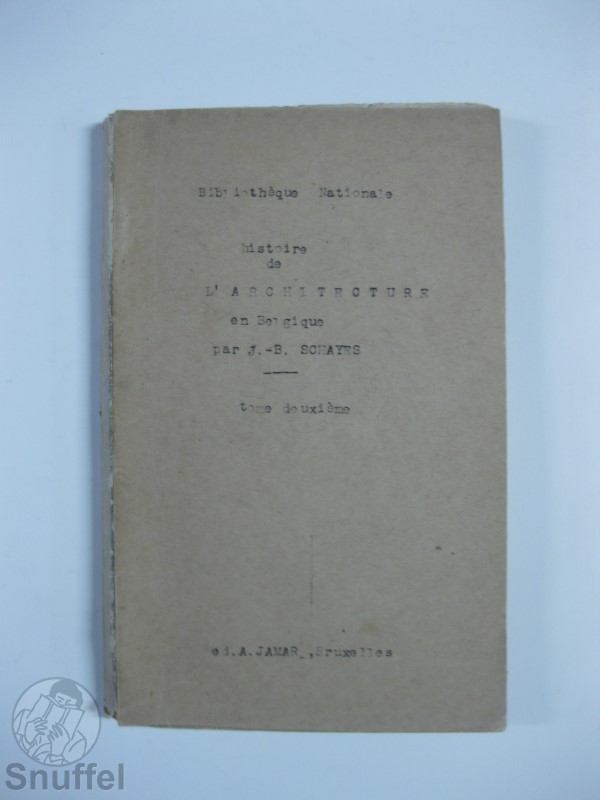 Bibliothèque Nationale
histoire
de
L'ARCHITECTURE
en Belgique
par J.-B. SCHAYES
tome deuxième
ed.A.JAMAR ,Bruxelles
Snuffel